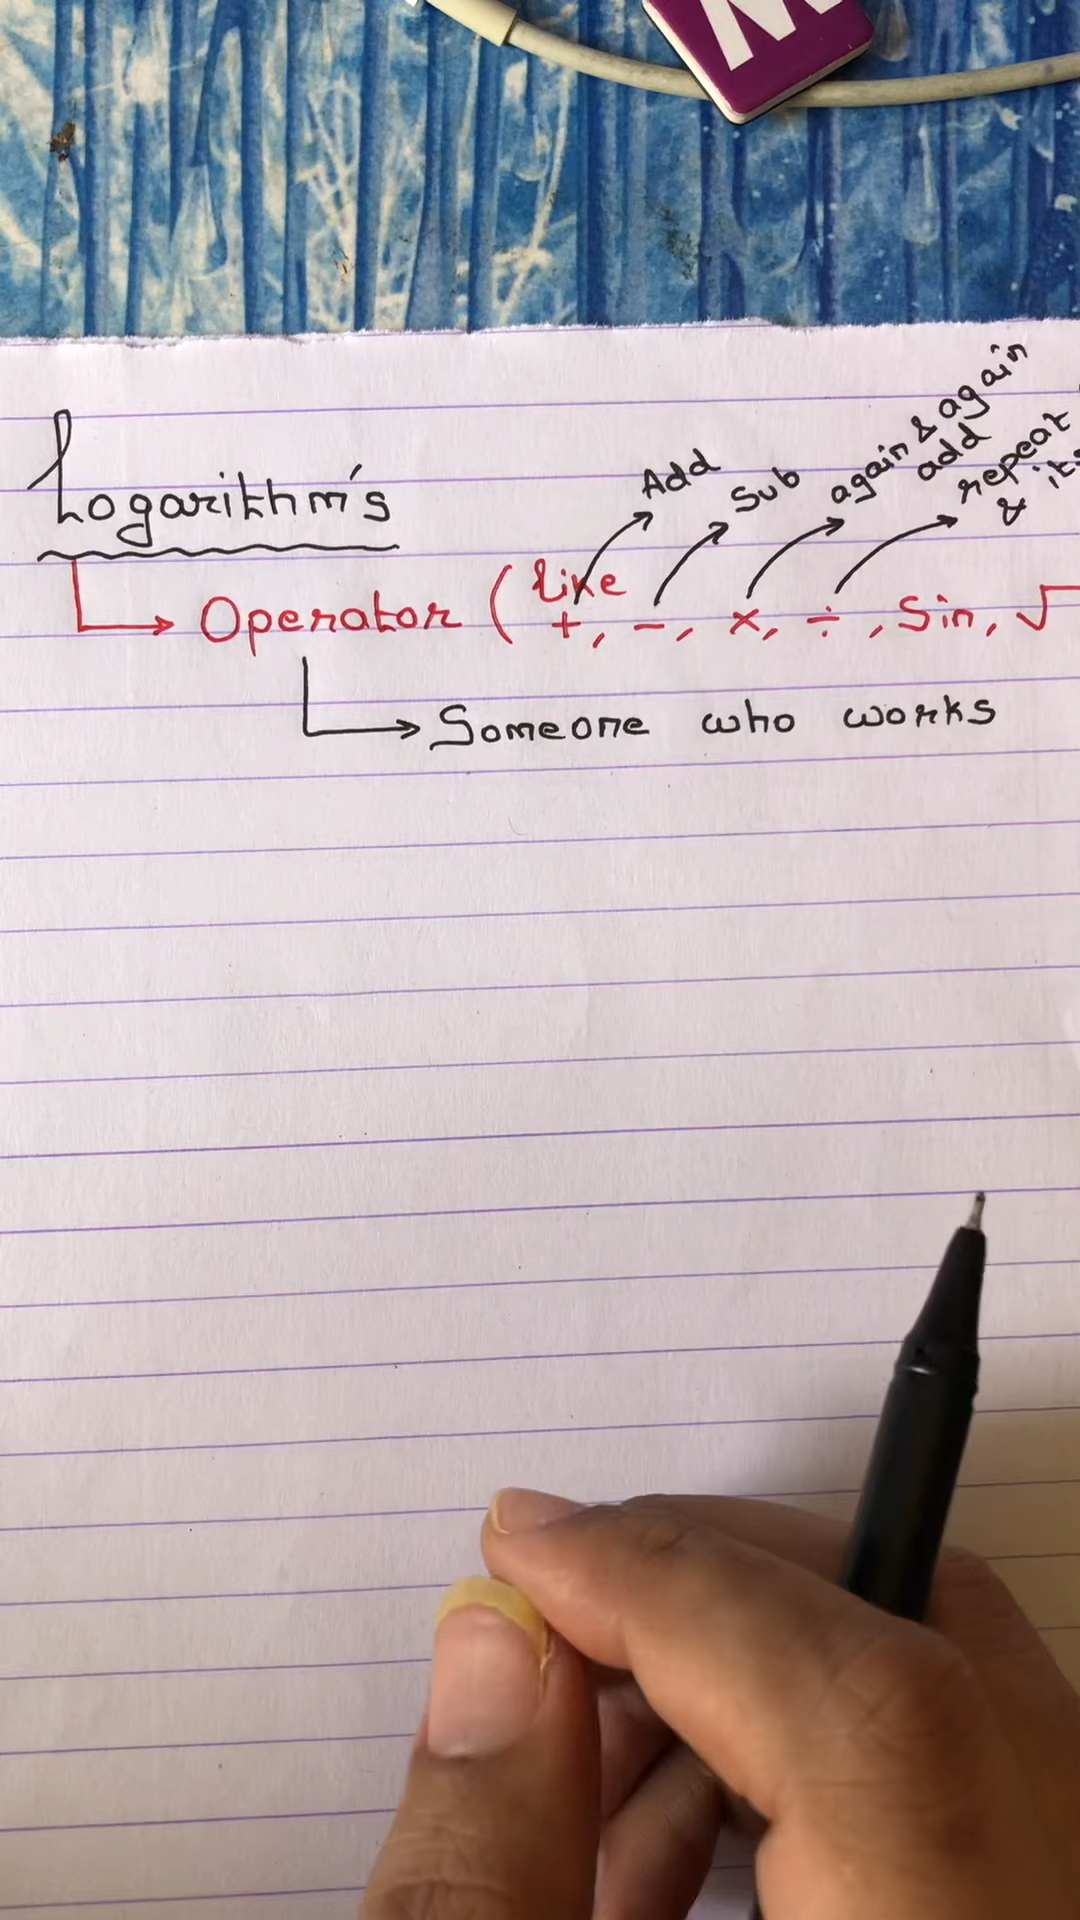 M
Logarithm's
Add
Sub
again & again
add
repeat
&
Operator ( like
+, -, ×, ÷, Sin, √
Someone who works